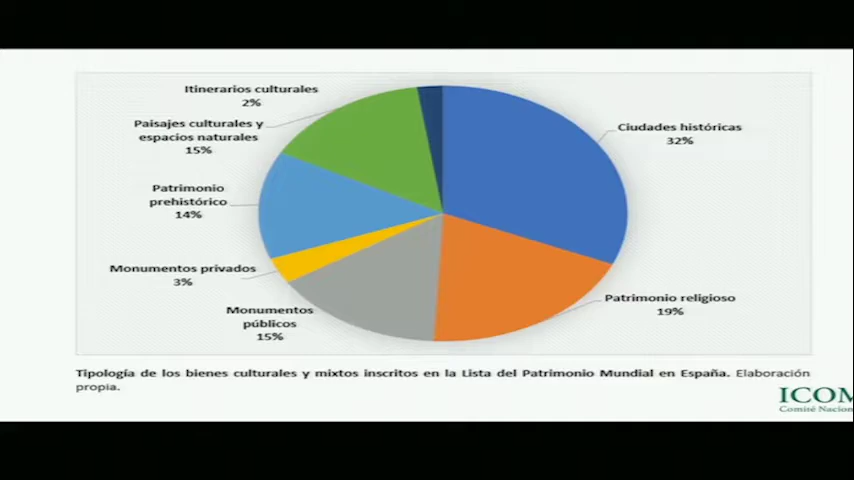 Itinerarios culturales
2%
Paisajes culturales y
espacios naturales
15%
Ciudades históricas
32%
Patrimonio
prehistórico
14%
Monumentos privados
3%
Patrimonio religioso
19%
Monumentos
públicos
15%
Tipología de los bienes culturales y mixtos inscritos en la Lista del Patrimonio Mundial en España. Elaboración
propia.
ICOM
Comité Nacion